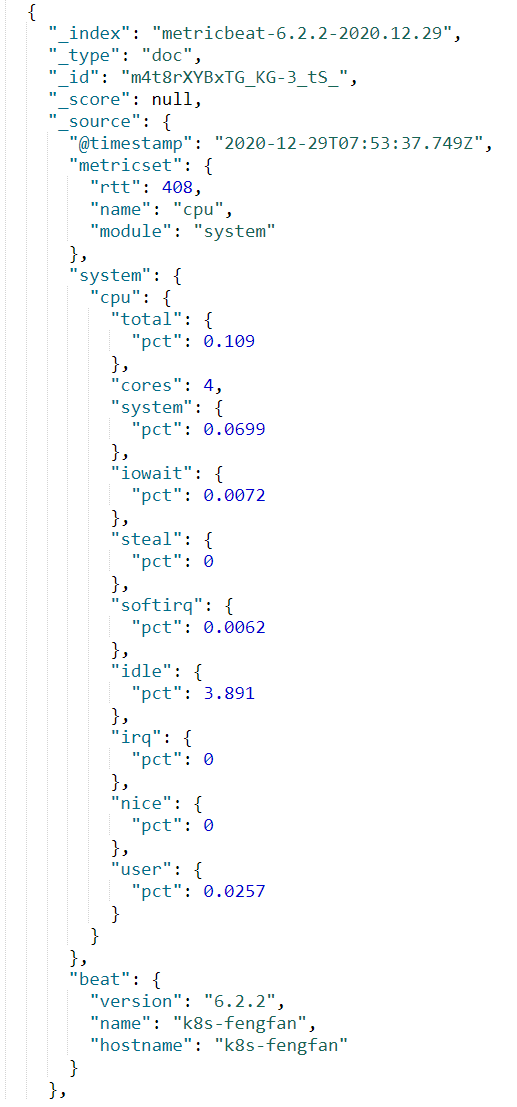 {
"_index": "metricbeat-6.2.2-2020.12.29",
"_type": "doc",
"_id": "m4t8rXYBxTG_KG-3_tS_",
"_score": null,
"_source": {
"@timestamp": "2020-12-29T07:53:37.749Z",
"metricset": {
"rtt": 408,
"name": "cpu",
"module": "system"
},
"system": {
"cpu": {
"total": {
"pct": 0.109
},
"cores": 4,
"system": {
"pct": 0.0699
},
"iowait": {
"pct": 0.0072
},
"steal": {
"pct": 0
},
"softirq": {
"pct": 0.0062
},
"idle": {
"pct": 3.891
},
"irq": {
"pct": 0
},
"nice": {
"pct": 0
},
"user": {
"pct": 0.0257
}
}
},
"beat": {
"version": "6.2.2",
"name": "k8s-fengfan",
"hostname": "k8s-fengfan"
}
},